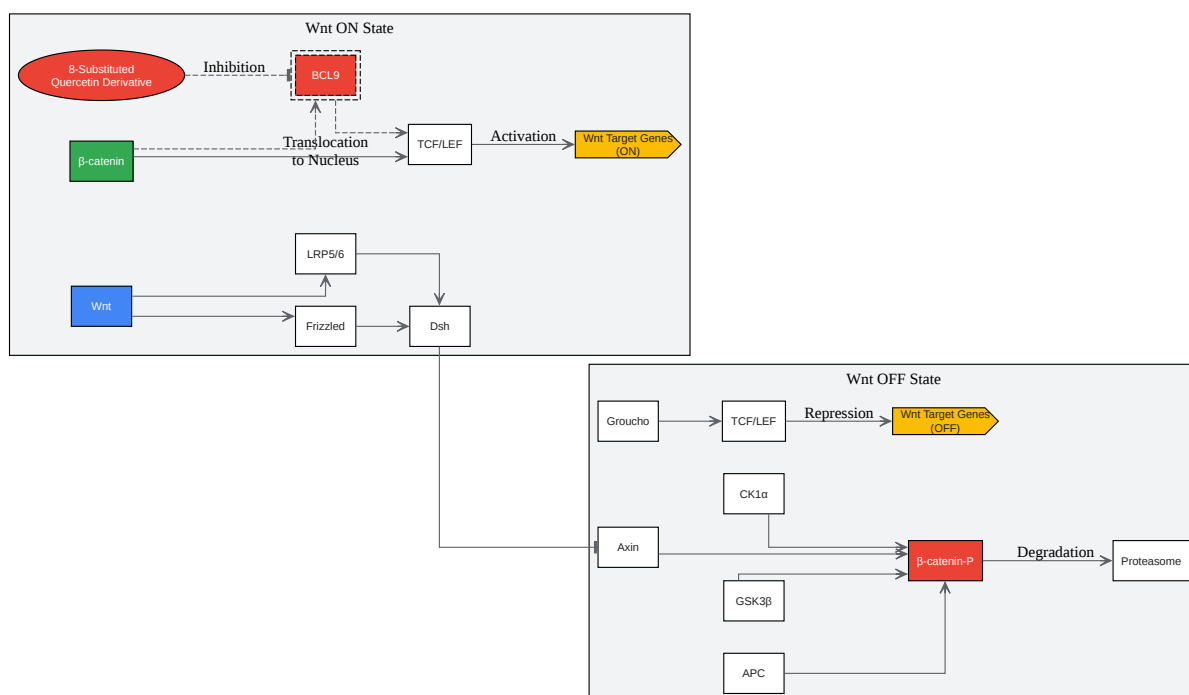 Wnt ON State
8-Substituted
Quercetin Derivative
Inhibition
BCL9
β-catenin
Translocation
to Nucleus
TCF/LEF
Activation
Wnt Target Genes
(ON)
LRP5/6
Wnt
Frizzled
Dsh
Wnt OFF State
Groucho
TCF/LEF
Repression
Wnt Target Genes
(OFF)
CK1α
Axin
β-catenin-P
Degradation
Proteasome
GSK3β
APC